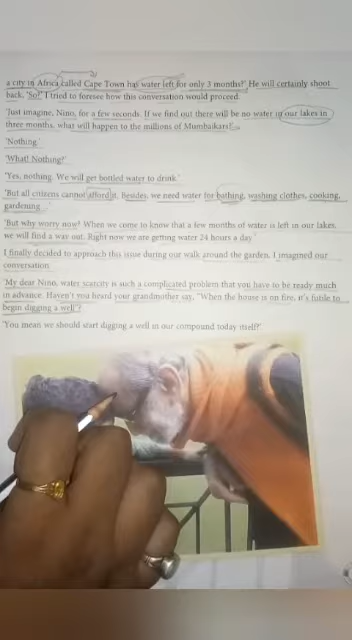 a city in Africa called Cape Town has water left for only 3 months?' He will certainly shoot
back, 'So?' I tried to foresee how this conversation would proceed.
'Just imagine, Nino, for a few seconds. If we find out there will be no water in our lakes in
three months, what will happen to the millions of Mumbaikars?'
'Nothing.'
'What! Nothing?'
'Yes, nothing. We will get bottled water to drink.'
'But all citizens cannot afford it. Besides, we need water for bathing, washing clothes, cooking,
gardening
'But why worry now? When we come to know that a few months of water is left in our lakes,
we will find a way out. Right now we are getting water 24 hours a day'
I finally decided to approach this issue during our walk around the garden. I imagined our
conversation
'My dear Nino, water scarcity is such a complicated problem that you have to be ready much
in advance. Haven't you heard your grandmother say, "When the house is on fire, it's futile to
begin digging a well"?'
'You mean we should start digging a well in our compound today itself?'